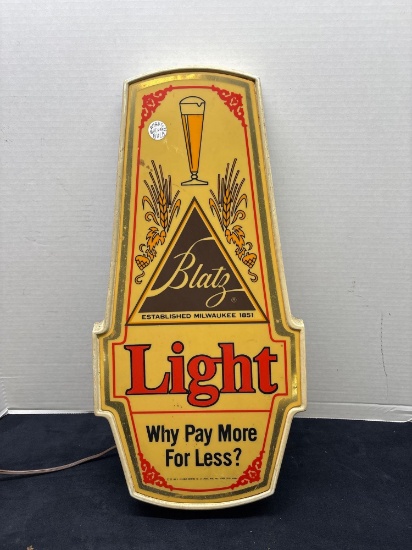 Blatz
ESTABLISHED MILWAUKEE 1851
Light
Why Pay More
For Less?